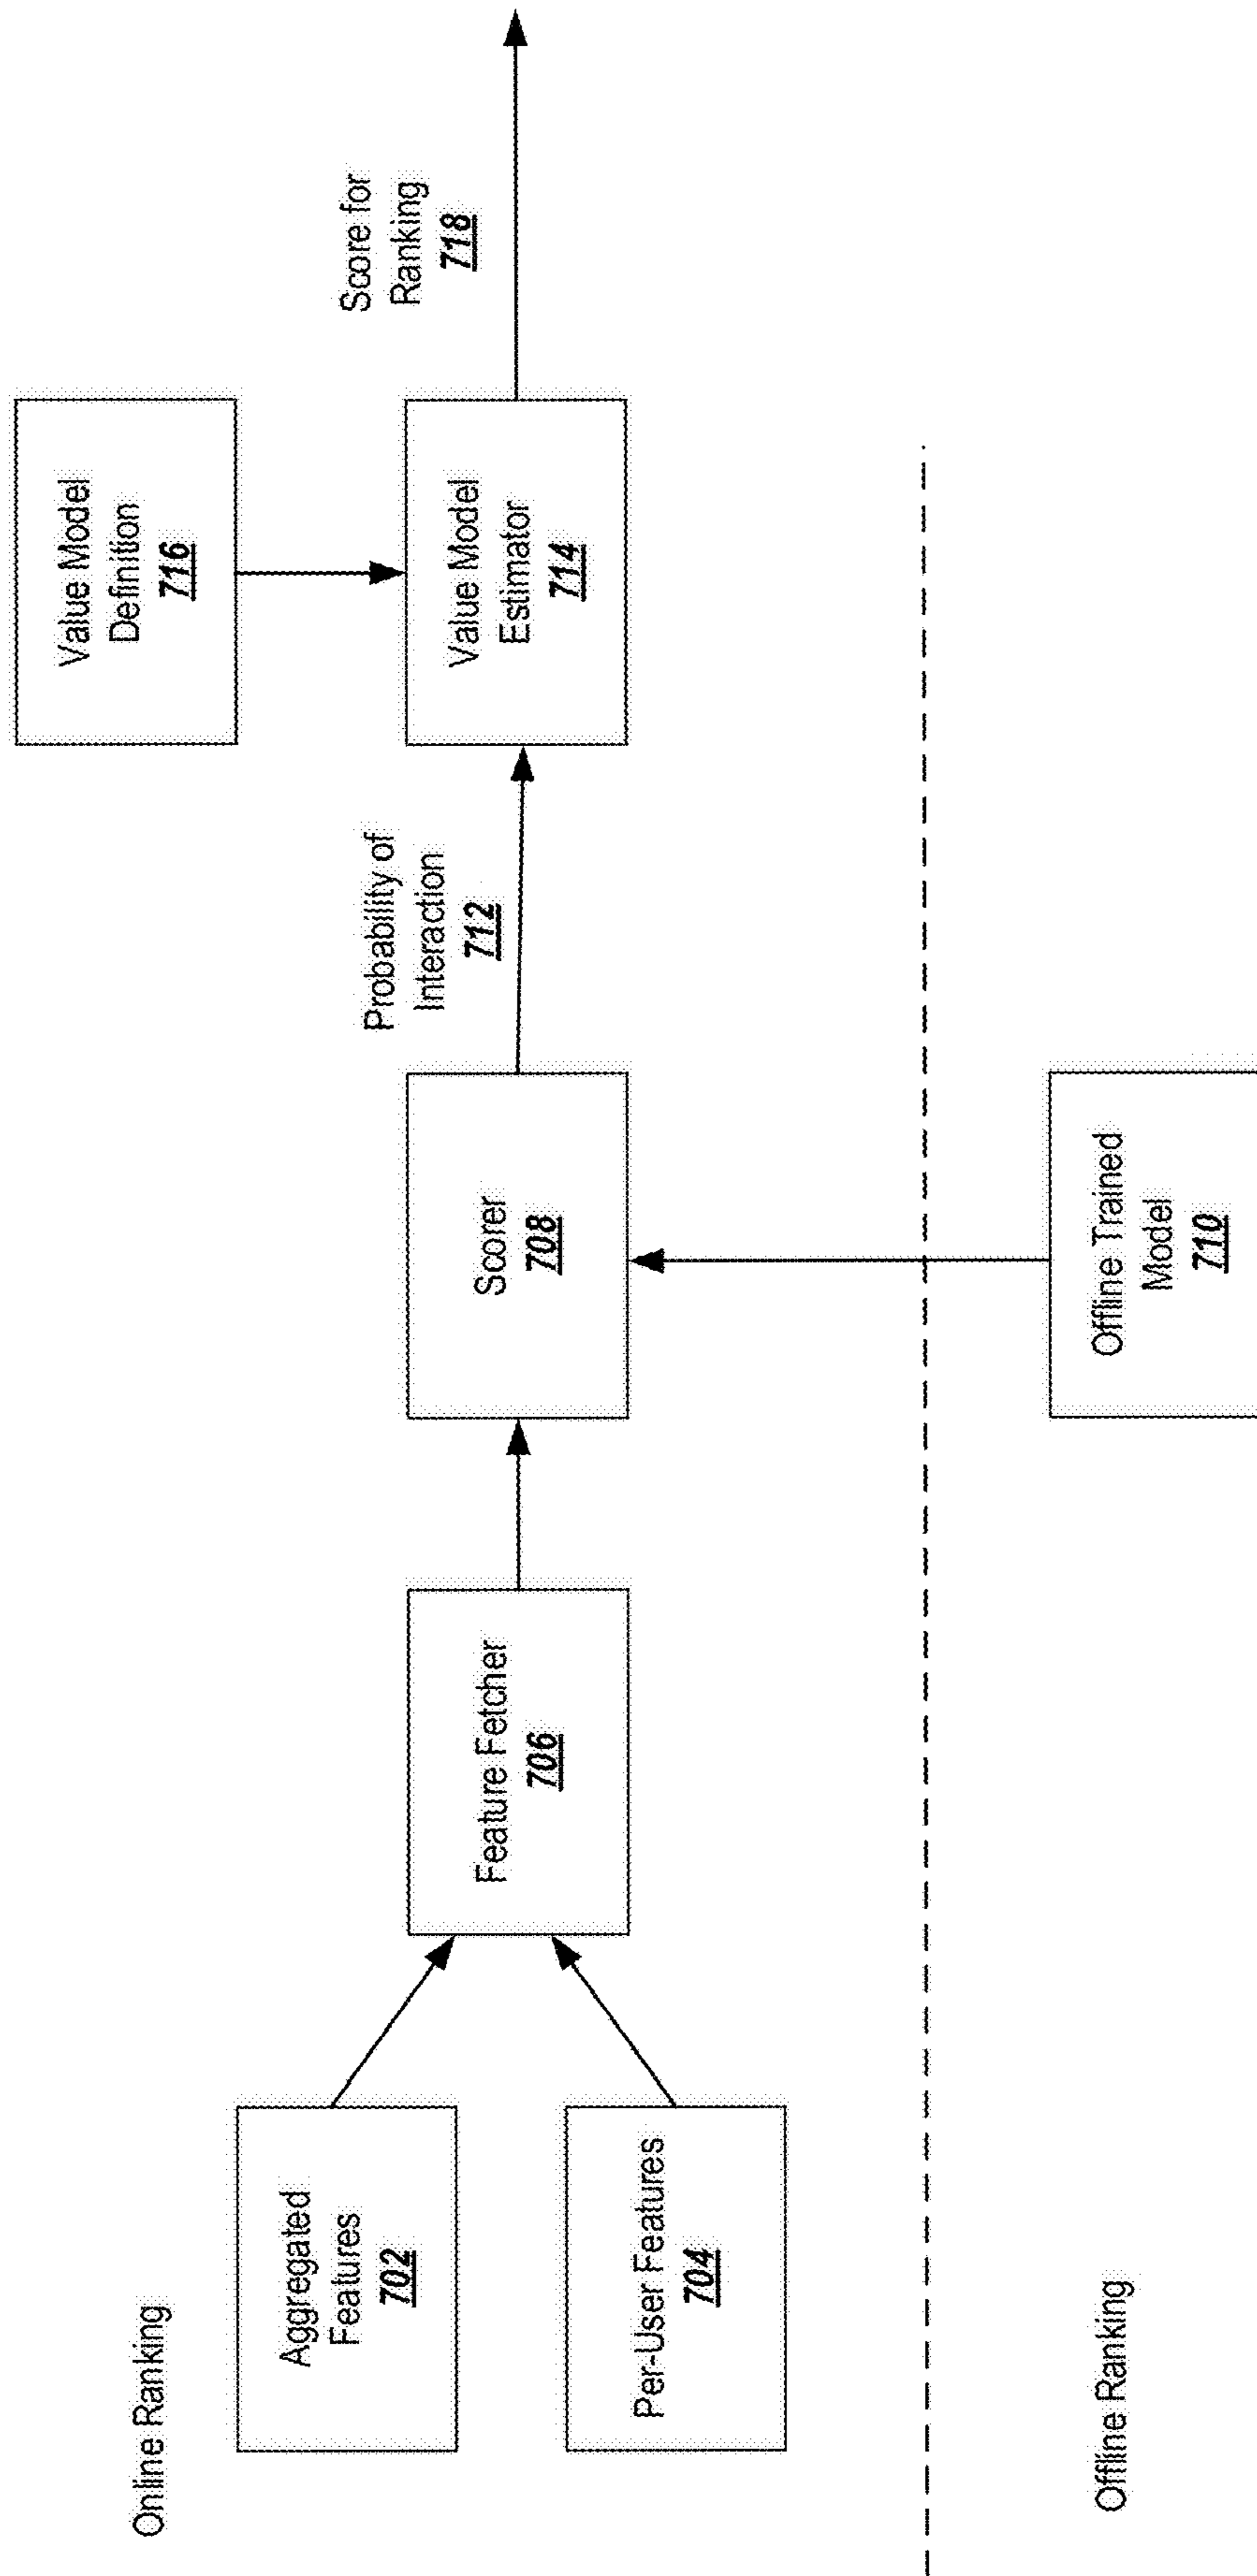 Online Ranking
Aggregated
Features
702
Per-User Features
704
Feature Fetcher
706
Scorer
708
Probability of
Interaction
712
Value Model
Definition
716
Value Model
Estimator
714
Score for
Ranking
718
Offline Ranking
Offline Trained
Model
710